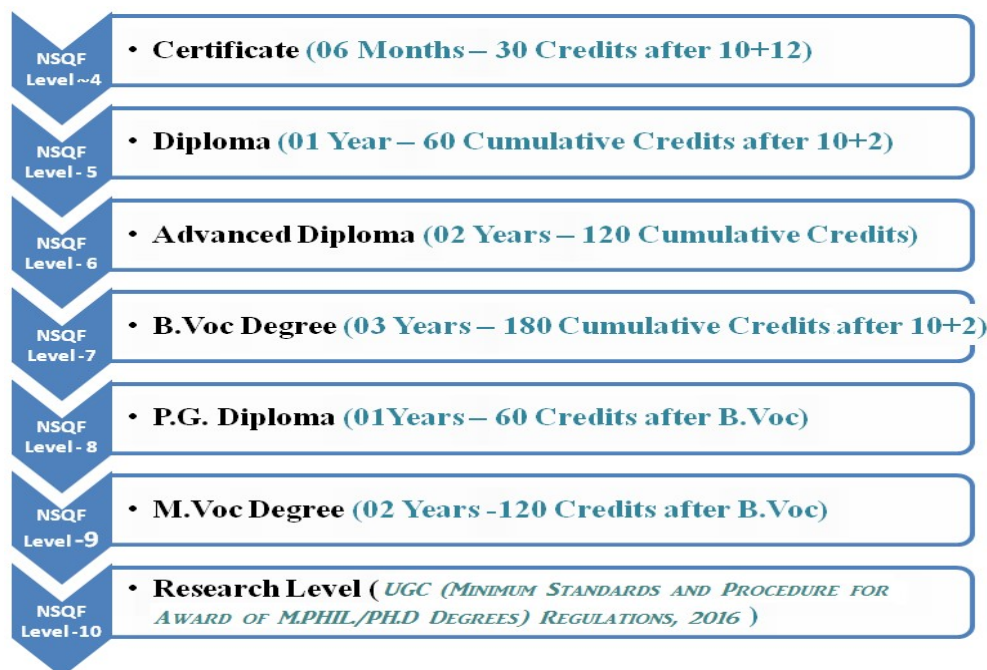 NSQF
Level~4
• Certificate (06 Months – 30 Credits after 10+12)
NSQF
Level- 5
• Diploma (01 Year – 60 Cumulative Credits after 10+2)
NSQF
Level- 6
• Advanced Diploma (02 Years – 120 Cumulative Credits)
NSQF
Level-7
• B.Voc Degree (03 Years – 180 Cumulative Credits after 10+2)
NSQF
Level- 8
• P.G. Diploma (01Years – 60 Credits after B.Voc)
NSQF
Level-9
• M.Voc Degree (02 Years -120 Credits after B.Voc)
NSQF
Level-10
• Research Level ( UGC (MINIMUM STANDARDS AND PROCEDURE FOR
AWARD OF M.PHIL./PH.D DEGREES) REGULATIONS, 2016 )